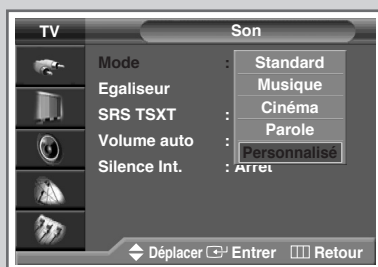 TV
Son
Mode :
Standard
Musique
Cinéma
Parole
Personnalisé
Egaliseur
SRS TSXT :
Volume auto :
Silence Int. : Arrêt
Déplacer Entrer Retour